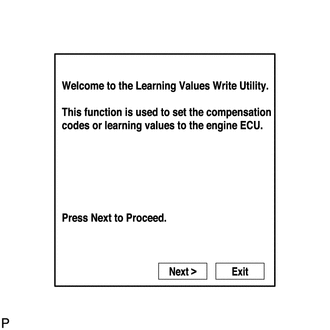 Welcome to the Learning Values Write Utility.
This function is used to set the compensation
codes or learning values to the engine ECU.
Press Next to Proceed.
Next >
Exit
P